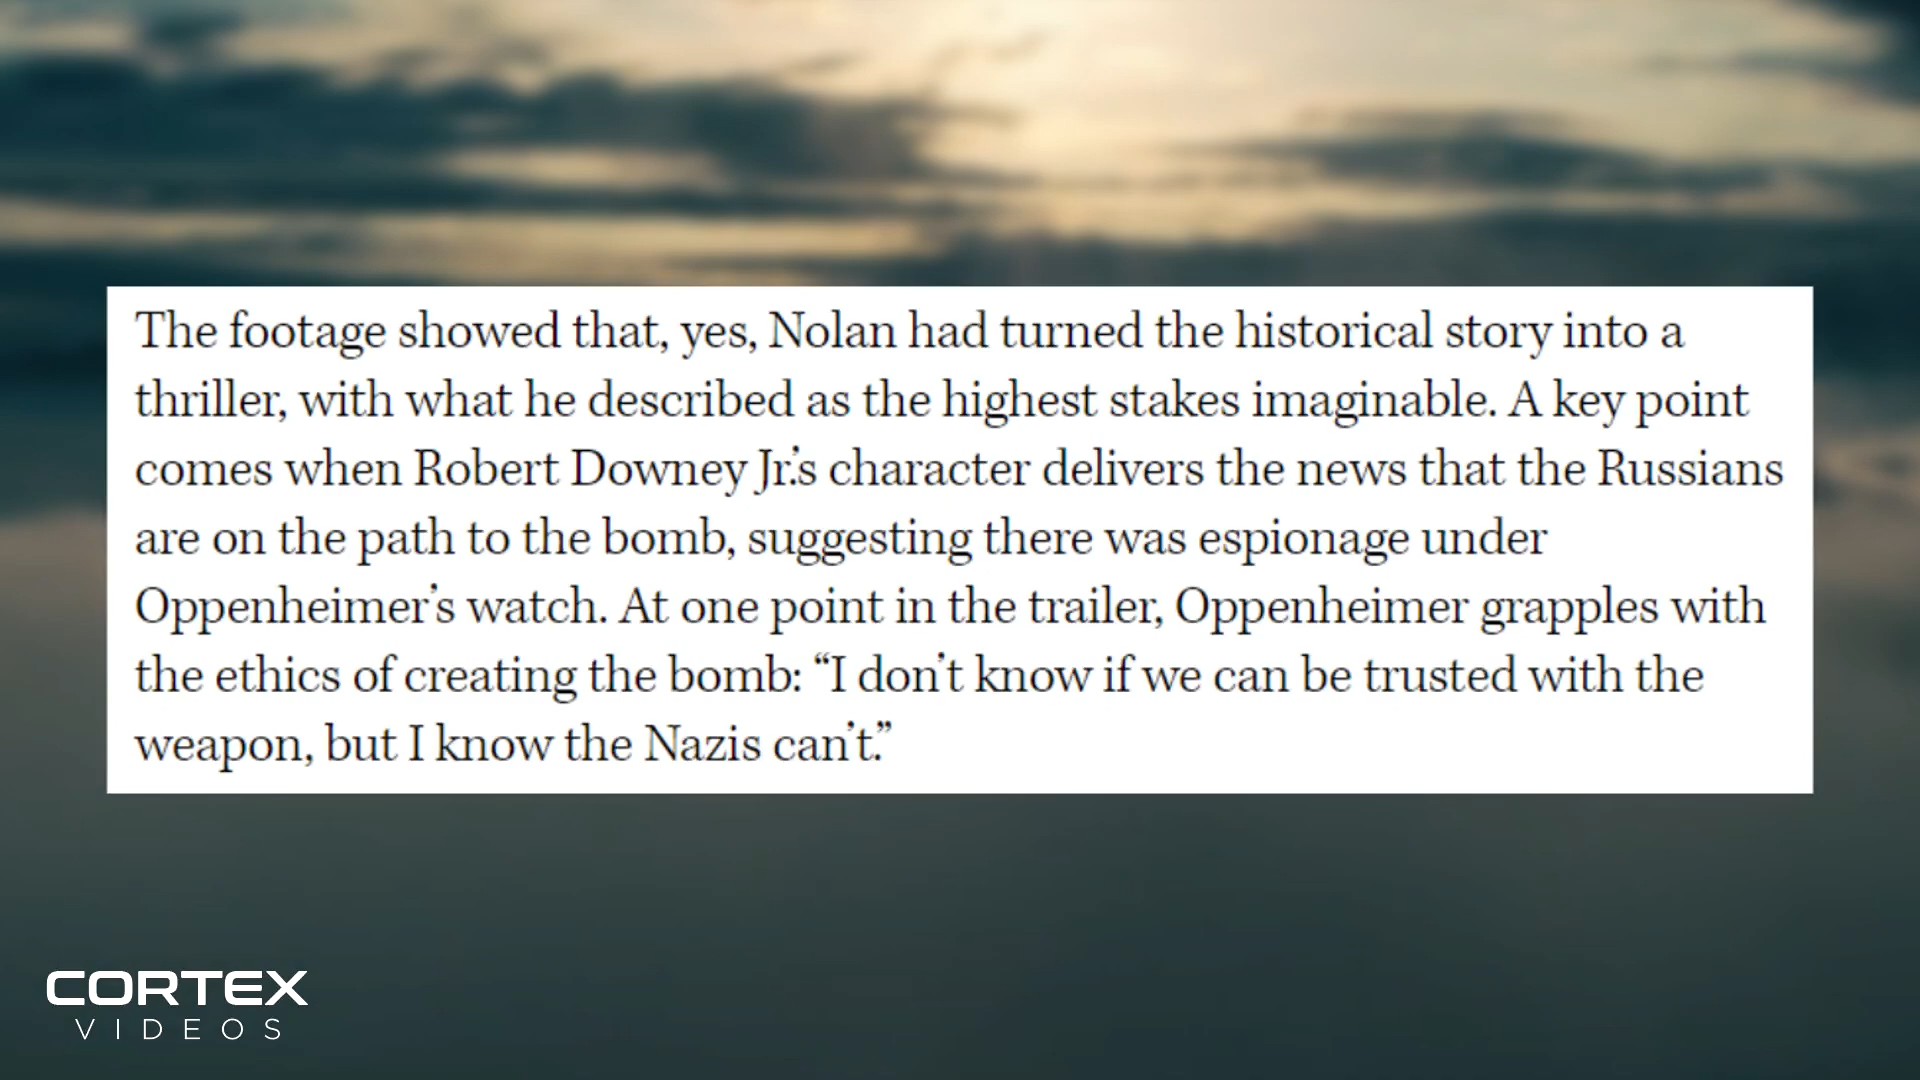 The footage showed that, yes, Nolan had turned the historical story into a
thriller, with what he described as the highest stakes imaginable. A key point
comes when Robert Downey Jr.’s character delivers the news that the Russians
are on the path to the bomb, suggesting there was espionage under
Oppenheimer’s watch. At one point in the trailer, Oppenheimer grapples with
the ethics of creating the bomb: “I don’t know if we can be trusted with the
weapon, but I know the Nazis can’t.”
CORTEX
VIDEOS